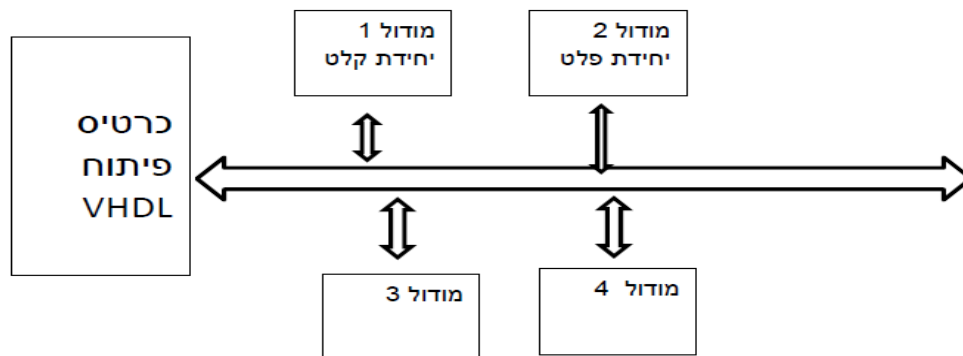 כרטיס
פיתוח
VHDL
מודול 1
יחידת קלט
מודול 2
יחידת פלט
מודול 3
מודול 4